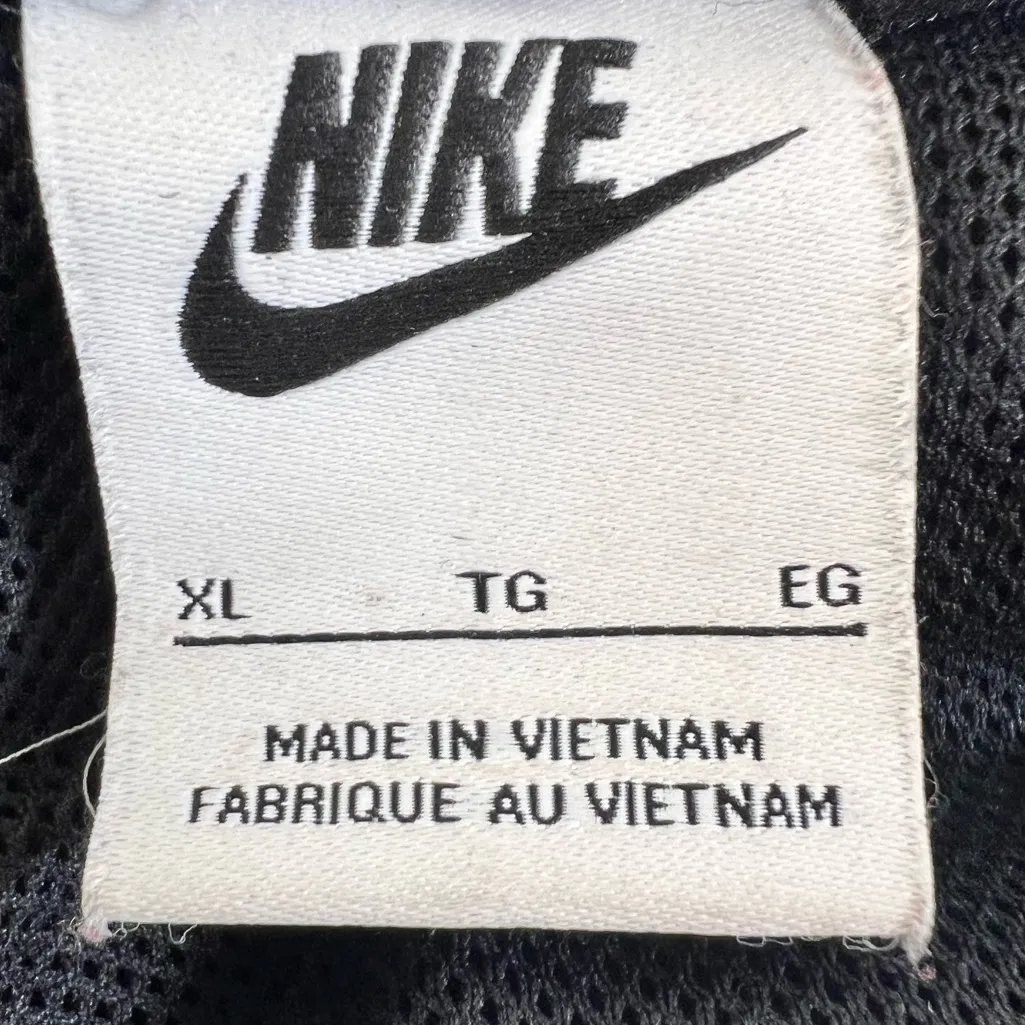 NIKE
XL TG EG
MADE IN VIETNAM
FABRIQUE AU VIETNAM